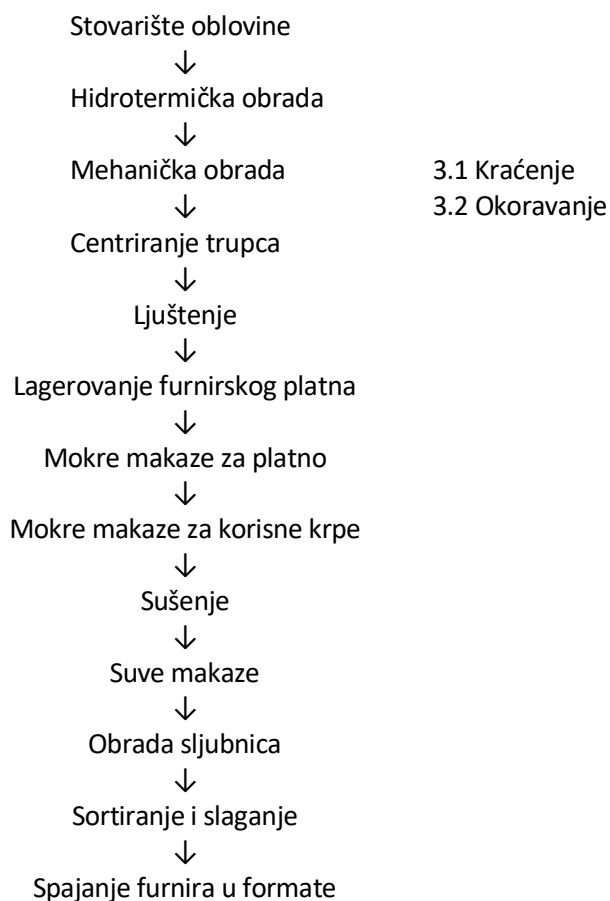 Stovarište oblovine
↓
Hidrotermička obrada
↓
Mehanička obrada 3.1 Kraćenje
↓ 3.2 Okoravanje
Centriranje trupca
↓
Ljuštenje
↓
Lagerovanje furnirskog platna
↓
Mokre makaze za platno
↓
Mokre makaze za korisne krpe
↓
Sušenje
↓
Suve makaze
↓
Obrada sljubnica
↓
Sortiranje i slaganje
↓
Spajanje furnira u formate